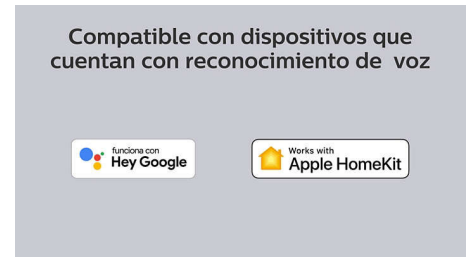 Compatible con dispositivos que
cuentan con reconocimiento de voz
funciona con
Hey Google
Works with
Apple HomeKit